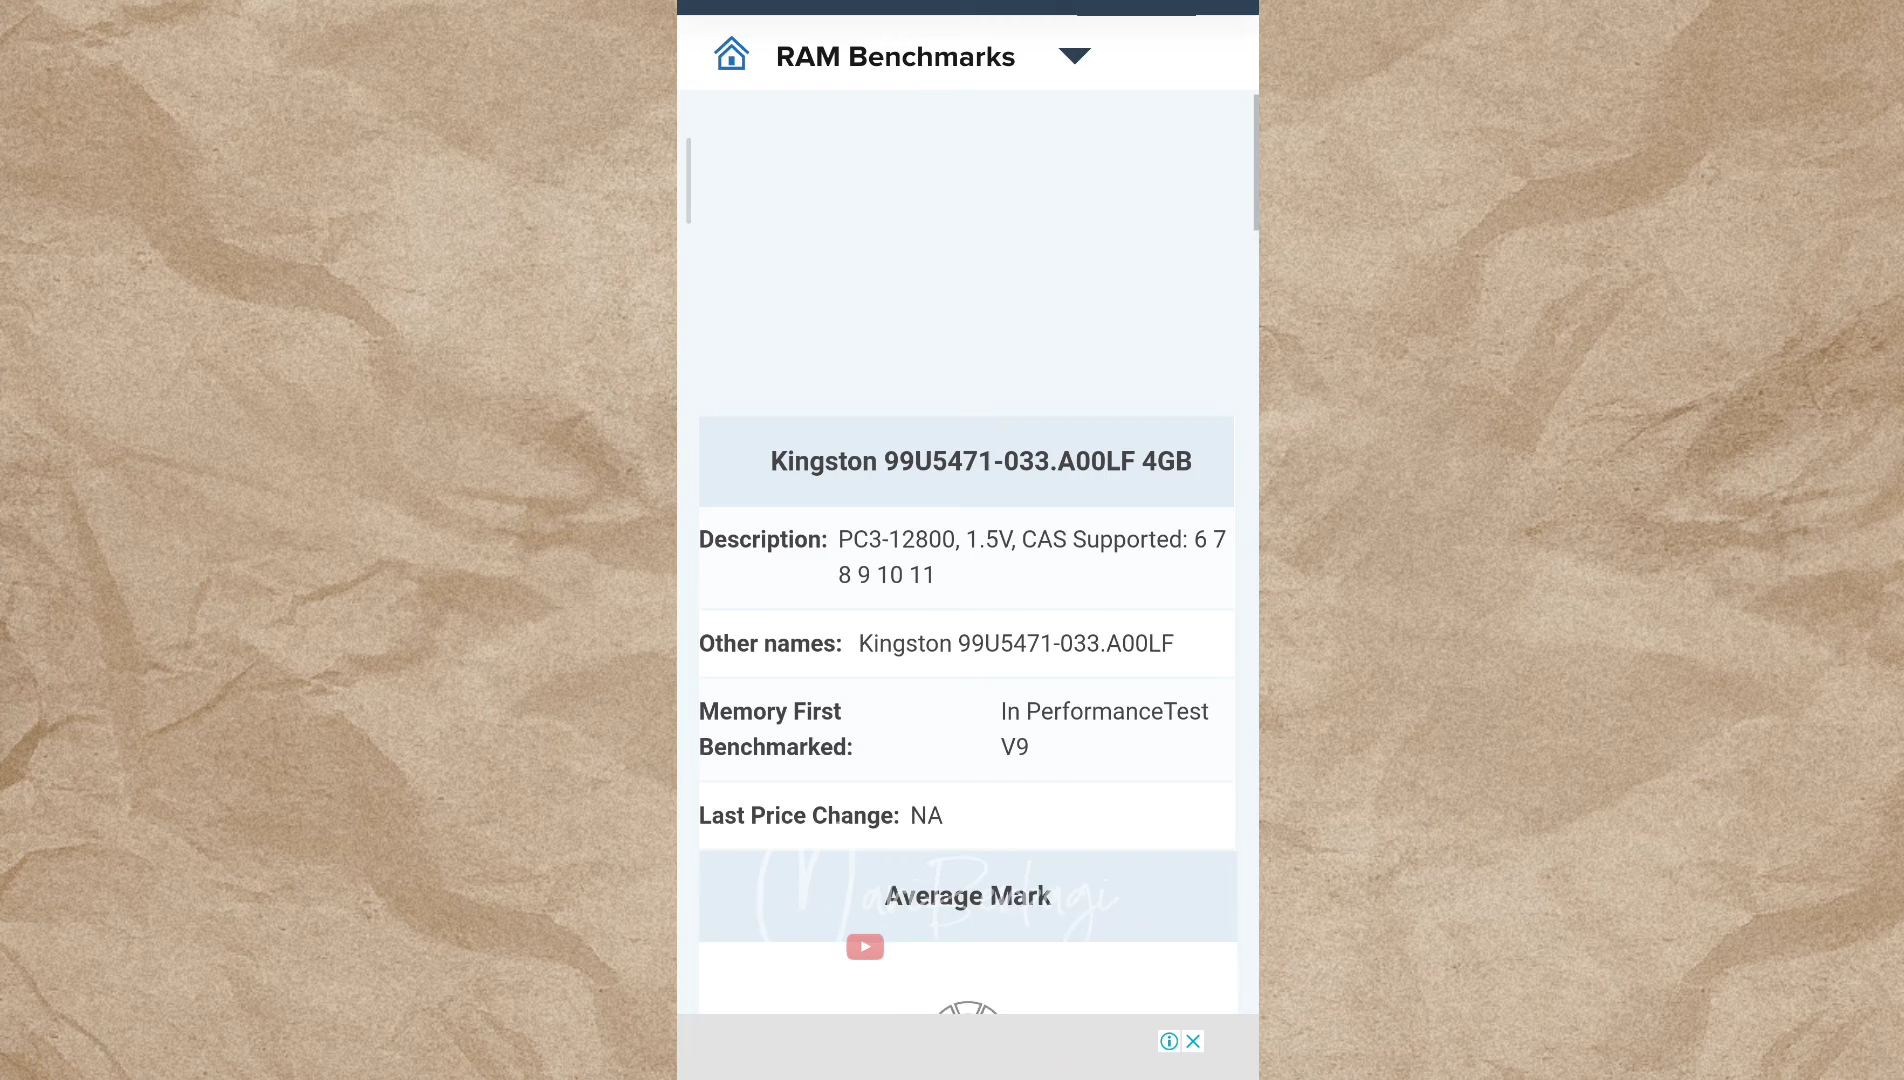 RAM Benchmarks
Kingston 99U5471-033.A00LF 4GB
Description: PC3-12800, 1.5V, CAS Supported: 6 7
8 9 10 11
Other names: Kingston 99U5471-033.A00LF
Memory First In PerformanceTest
Benchmarked: V9
Last Price Change: NA
Average Mark